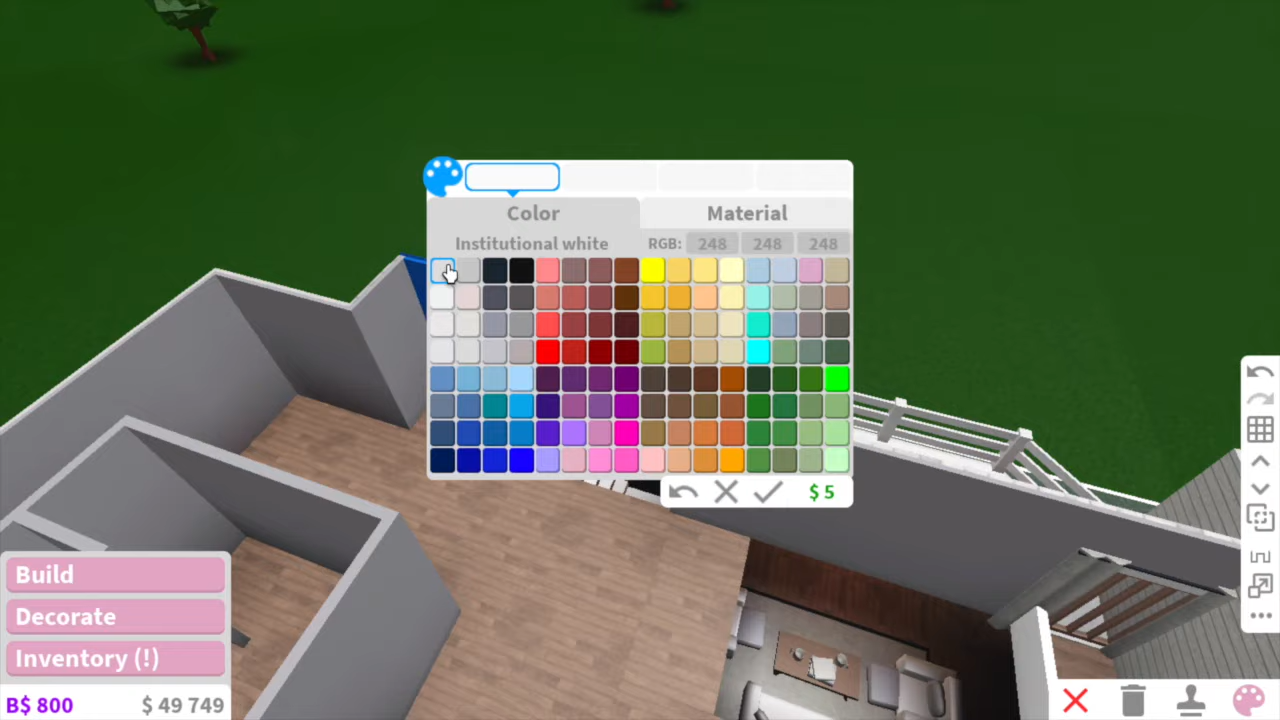 Color
Material
Institutional white
RGB: 248 248 248
$ 5
Build
Decorate
Inventory (!)
B$ 800
$ 49 749